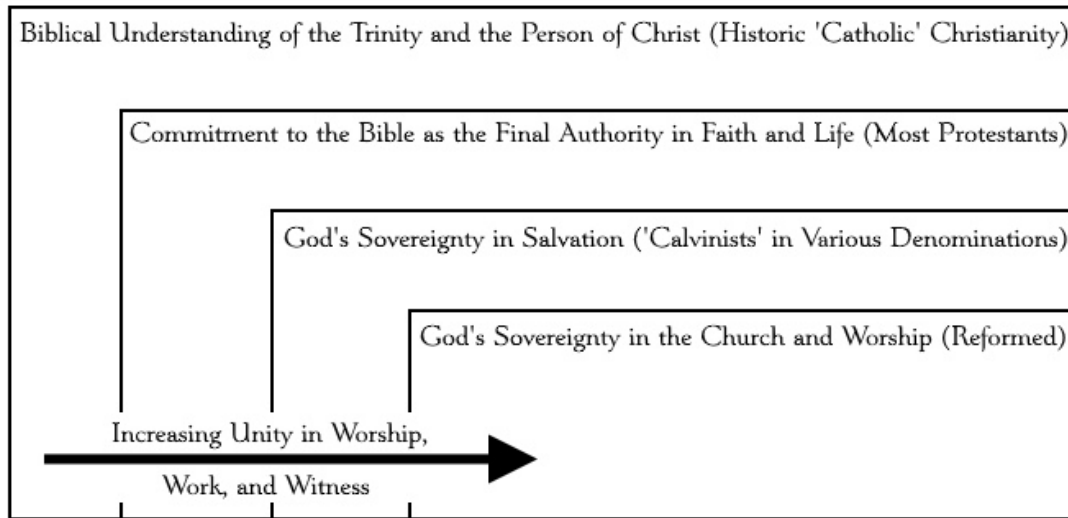 Biblical Understanding of the Trinity and the Person of Christ (Historic 'Catholic' Christianity)
Commitment to the Bible as the Final Authority in Faith and Life (Most Protestants)
God's Sovereignty in Salvation ('Calvinists' in Various Denominations)
God's Sovereignty in the Church and Worship (Reformed)
Increasing Unity in Worship,
Work, and Witness